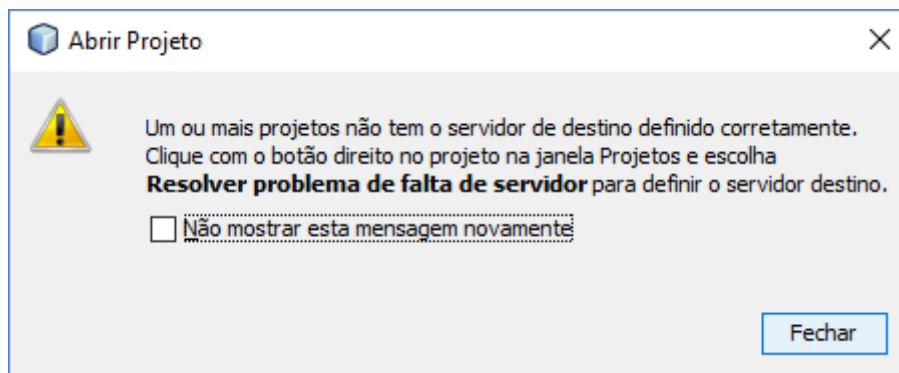 Abrir Projeto
Um ou mais projetos não tem o servidor de destino definido corretamente.
Clique com o botão direito no projeto na janela Projetos e escolha
Resolver problema de falta de servidor para definir o servidor destino.
Não mostrar esta mensagem novamente
Fechar